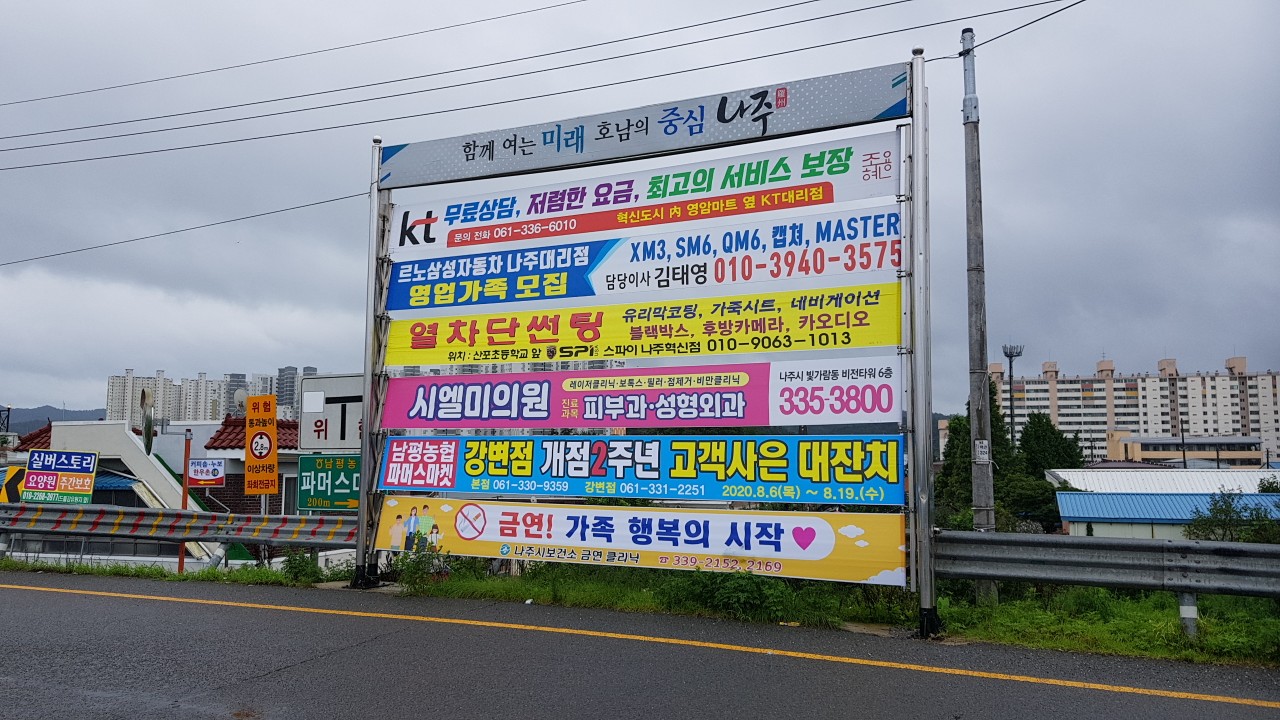 함께 여는 미래 호남의 중심 나주
kt 무료상담, 저렴한 요금, 최고의 서비스 보장
문의 전화 061-336-6010 혁신도시 內 영암마트 옆 KT대리점
르노삼성자동차 나주대리점
영업가족 모집
XM3, SM6, QM6, 캡처, MASTER
담당이사 김태영 010-3940-3575
열차단썬팅
유리막코팅, 가죽시트, 네비게이션
블랙박스, 후방카메라, 카오디오
위치 : 산포초등학교 앞 SPi 스파이 나주혁신점 010-9063-1013
시엘미의원
레이저클리닉·보톡스·필러·점제거·비만클리닉
진료과목 피부과·성형외과
나주시 빛가람동 비전타워 6층
335-3800
남평농협
파머스마켓
강변점 개점2주년 고객사은 대잔치
본점 061-330-9359 강변점 061-331-2251 2020.8.6(목) ~ 8.19.(수)
금연! 가족 행복의 시작
나주시보건소 금연 클리닉 ☎ 339-2152, 2169
실버스토리
요양원 주간보호
위험
통과높이
2.3m
이상차량
좌회전금지
위 험
남평농
파머스
200m